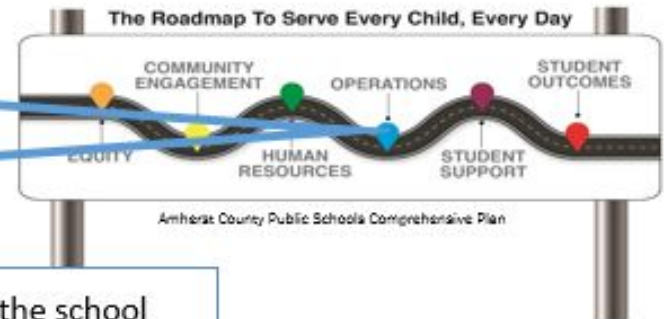 The Roadmap To Serve Every Child, Every Day
COMMUNITY
ENGAGEMENT
OPERATIONS
STUDENT
OUTCOMES
EQUITY
HUMAN
RESOURCES
STUDENT
SUPPORT
Amherst County Public Schools Comprehensive Plan
the school